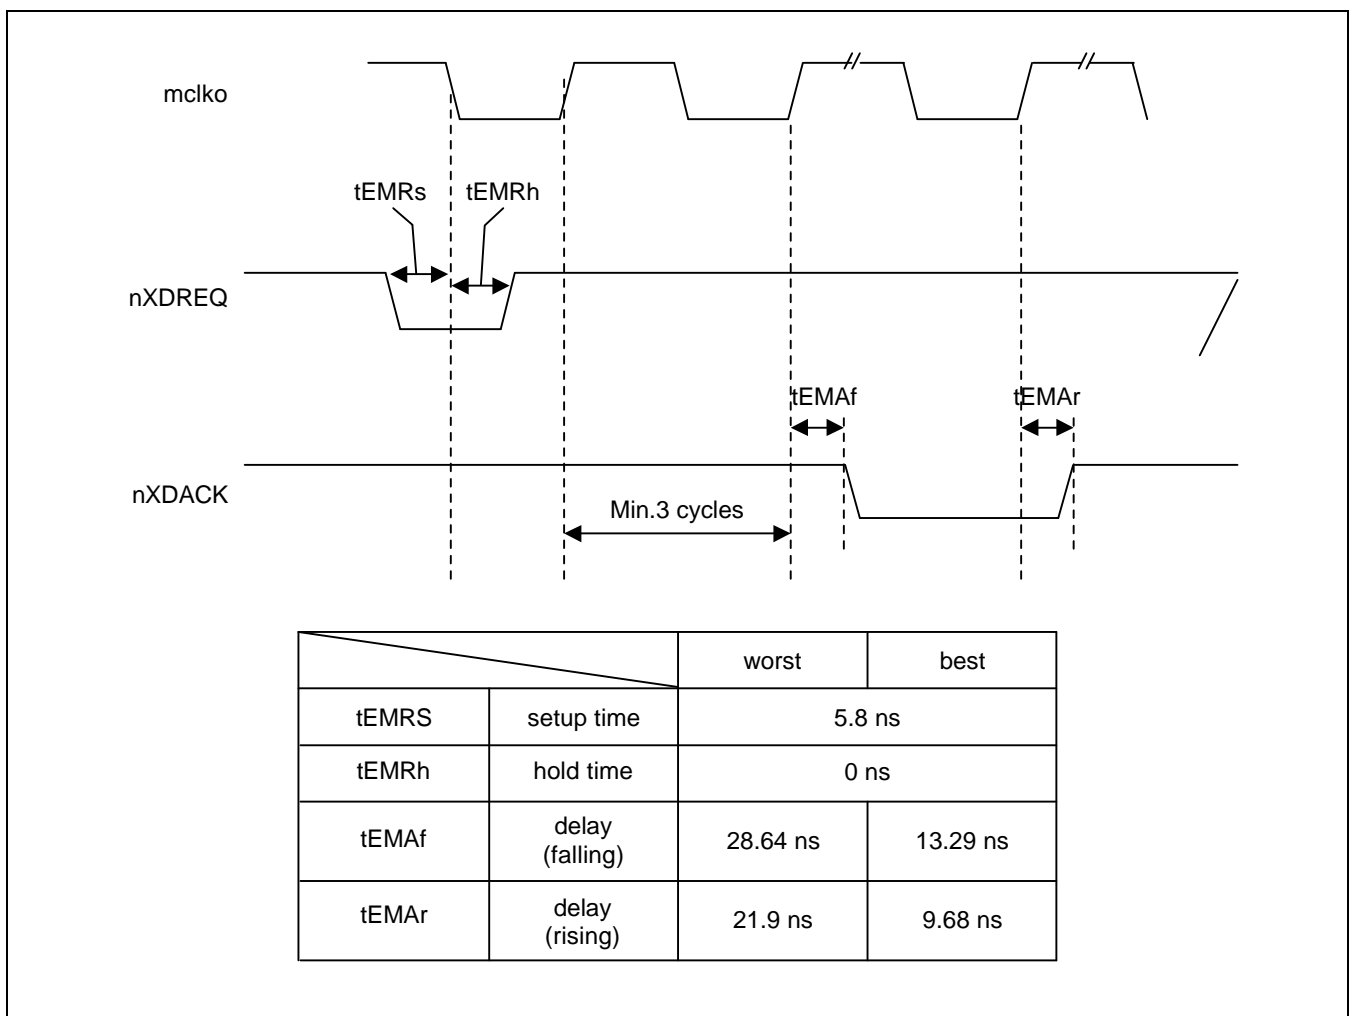 mclko
tEMRs tEMRh
nXDREQ
tEMAf tEMAr
nXDACK
Min.3 cycles
worst best
tEMRS setup time 5.8 ns
tEMRh hold time 0 ns
tEMAf delay (falling) 28.64 ns 13.29 ns
tEMAr delay (rising) 21.9 ns 9.68 ns